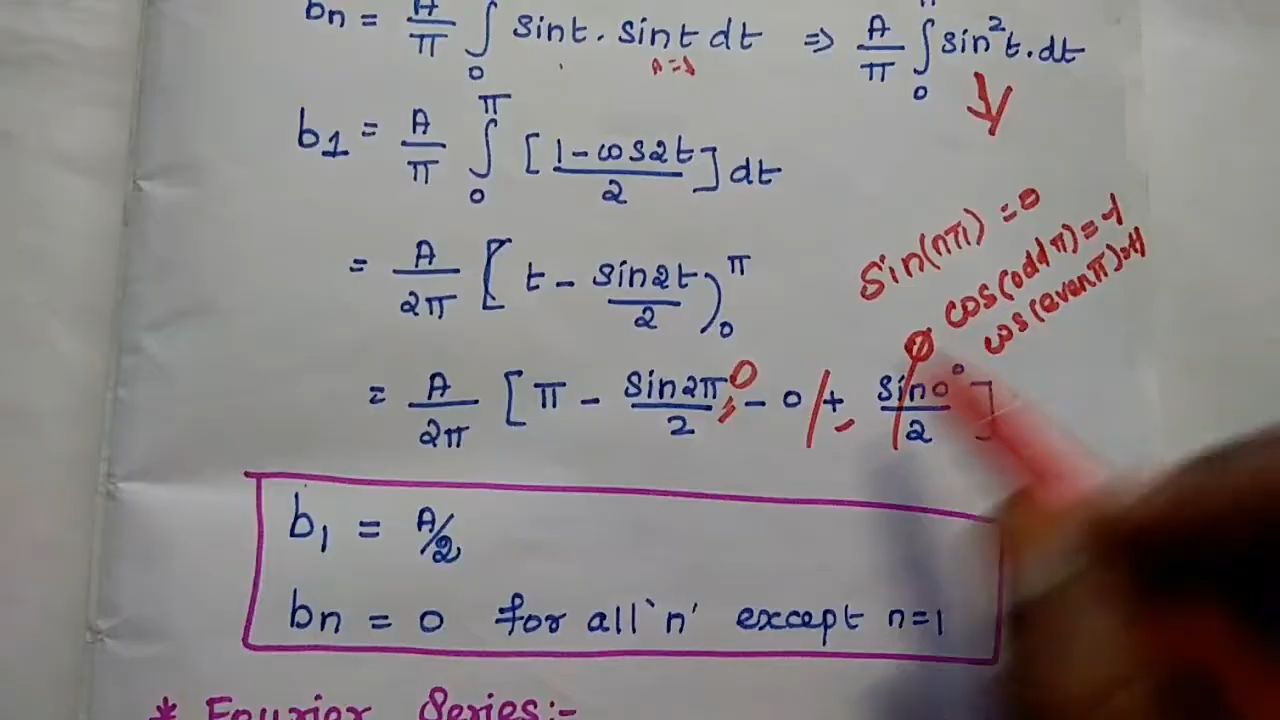 bn = A/π ∫₀ sint. sint dt ⇒ A/π ∫₀^π sin²t.dt
n=1
b1 = A/π ∫₀^π [1-cos2t/2] dt
= A/2π [t - sin2t/2)₀^π
sin(nπ) = 0
cos(odd π) = -1
cos(even π) = +1
= A/2π [π - sin2π/2 0 - 0 + sin0°/2] 0
b1 = A/2
bn = 0 for all 'n' except n=1
* Fourier Series:-